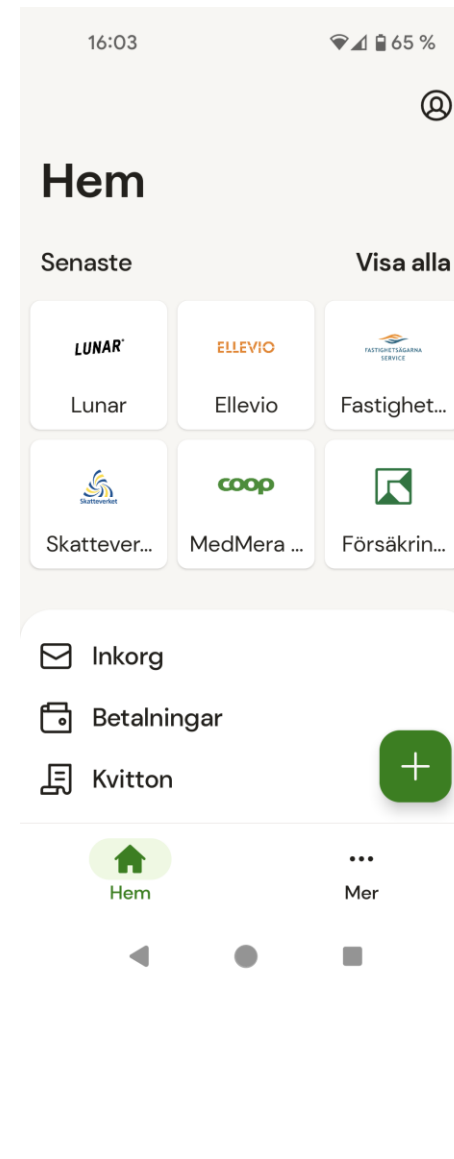 16:03 65 %
Hem
Senaste Visa alla
LUNAR ELLEVIO FASTIGHETSÄGARNA
SERVICE
Lunar Ellevio Fastighet...
Skatteverket coop
Skattever... MedMera ... Försäkrin...
Inkorg
Betalningar
Kvitton
Hem Mer